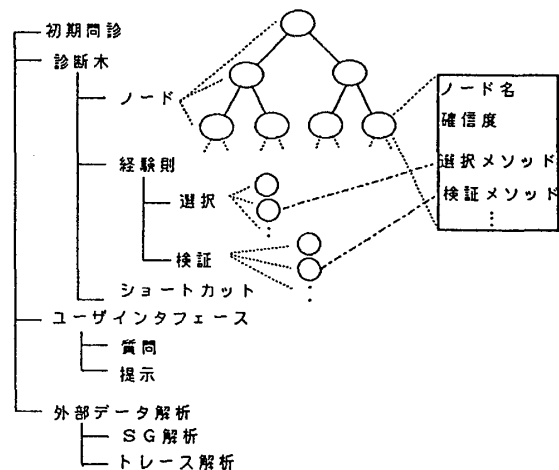 初期問診
診断木
ノード
ノード名
確信度
経験則
選択メソッド
選択
検証メソッド
検証
ショートカット
ユーザインタフェース
質問
提示
外部データ解析
SG解析
トレース解析